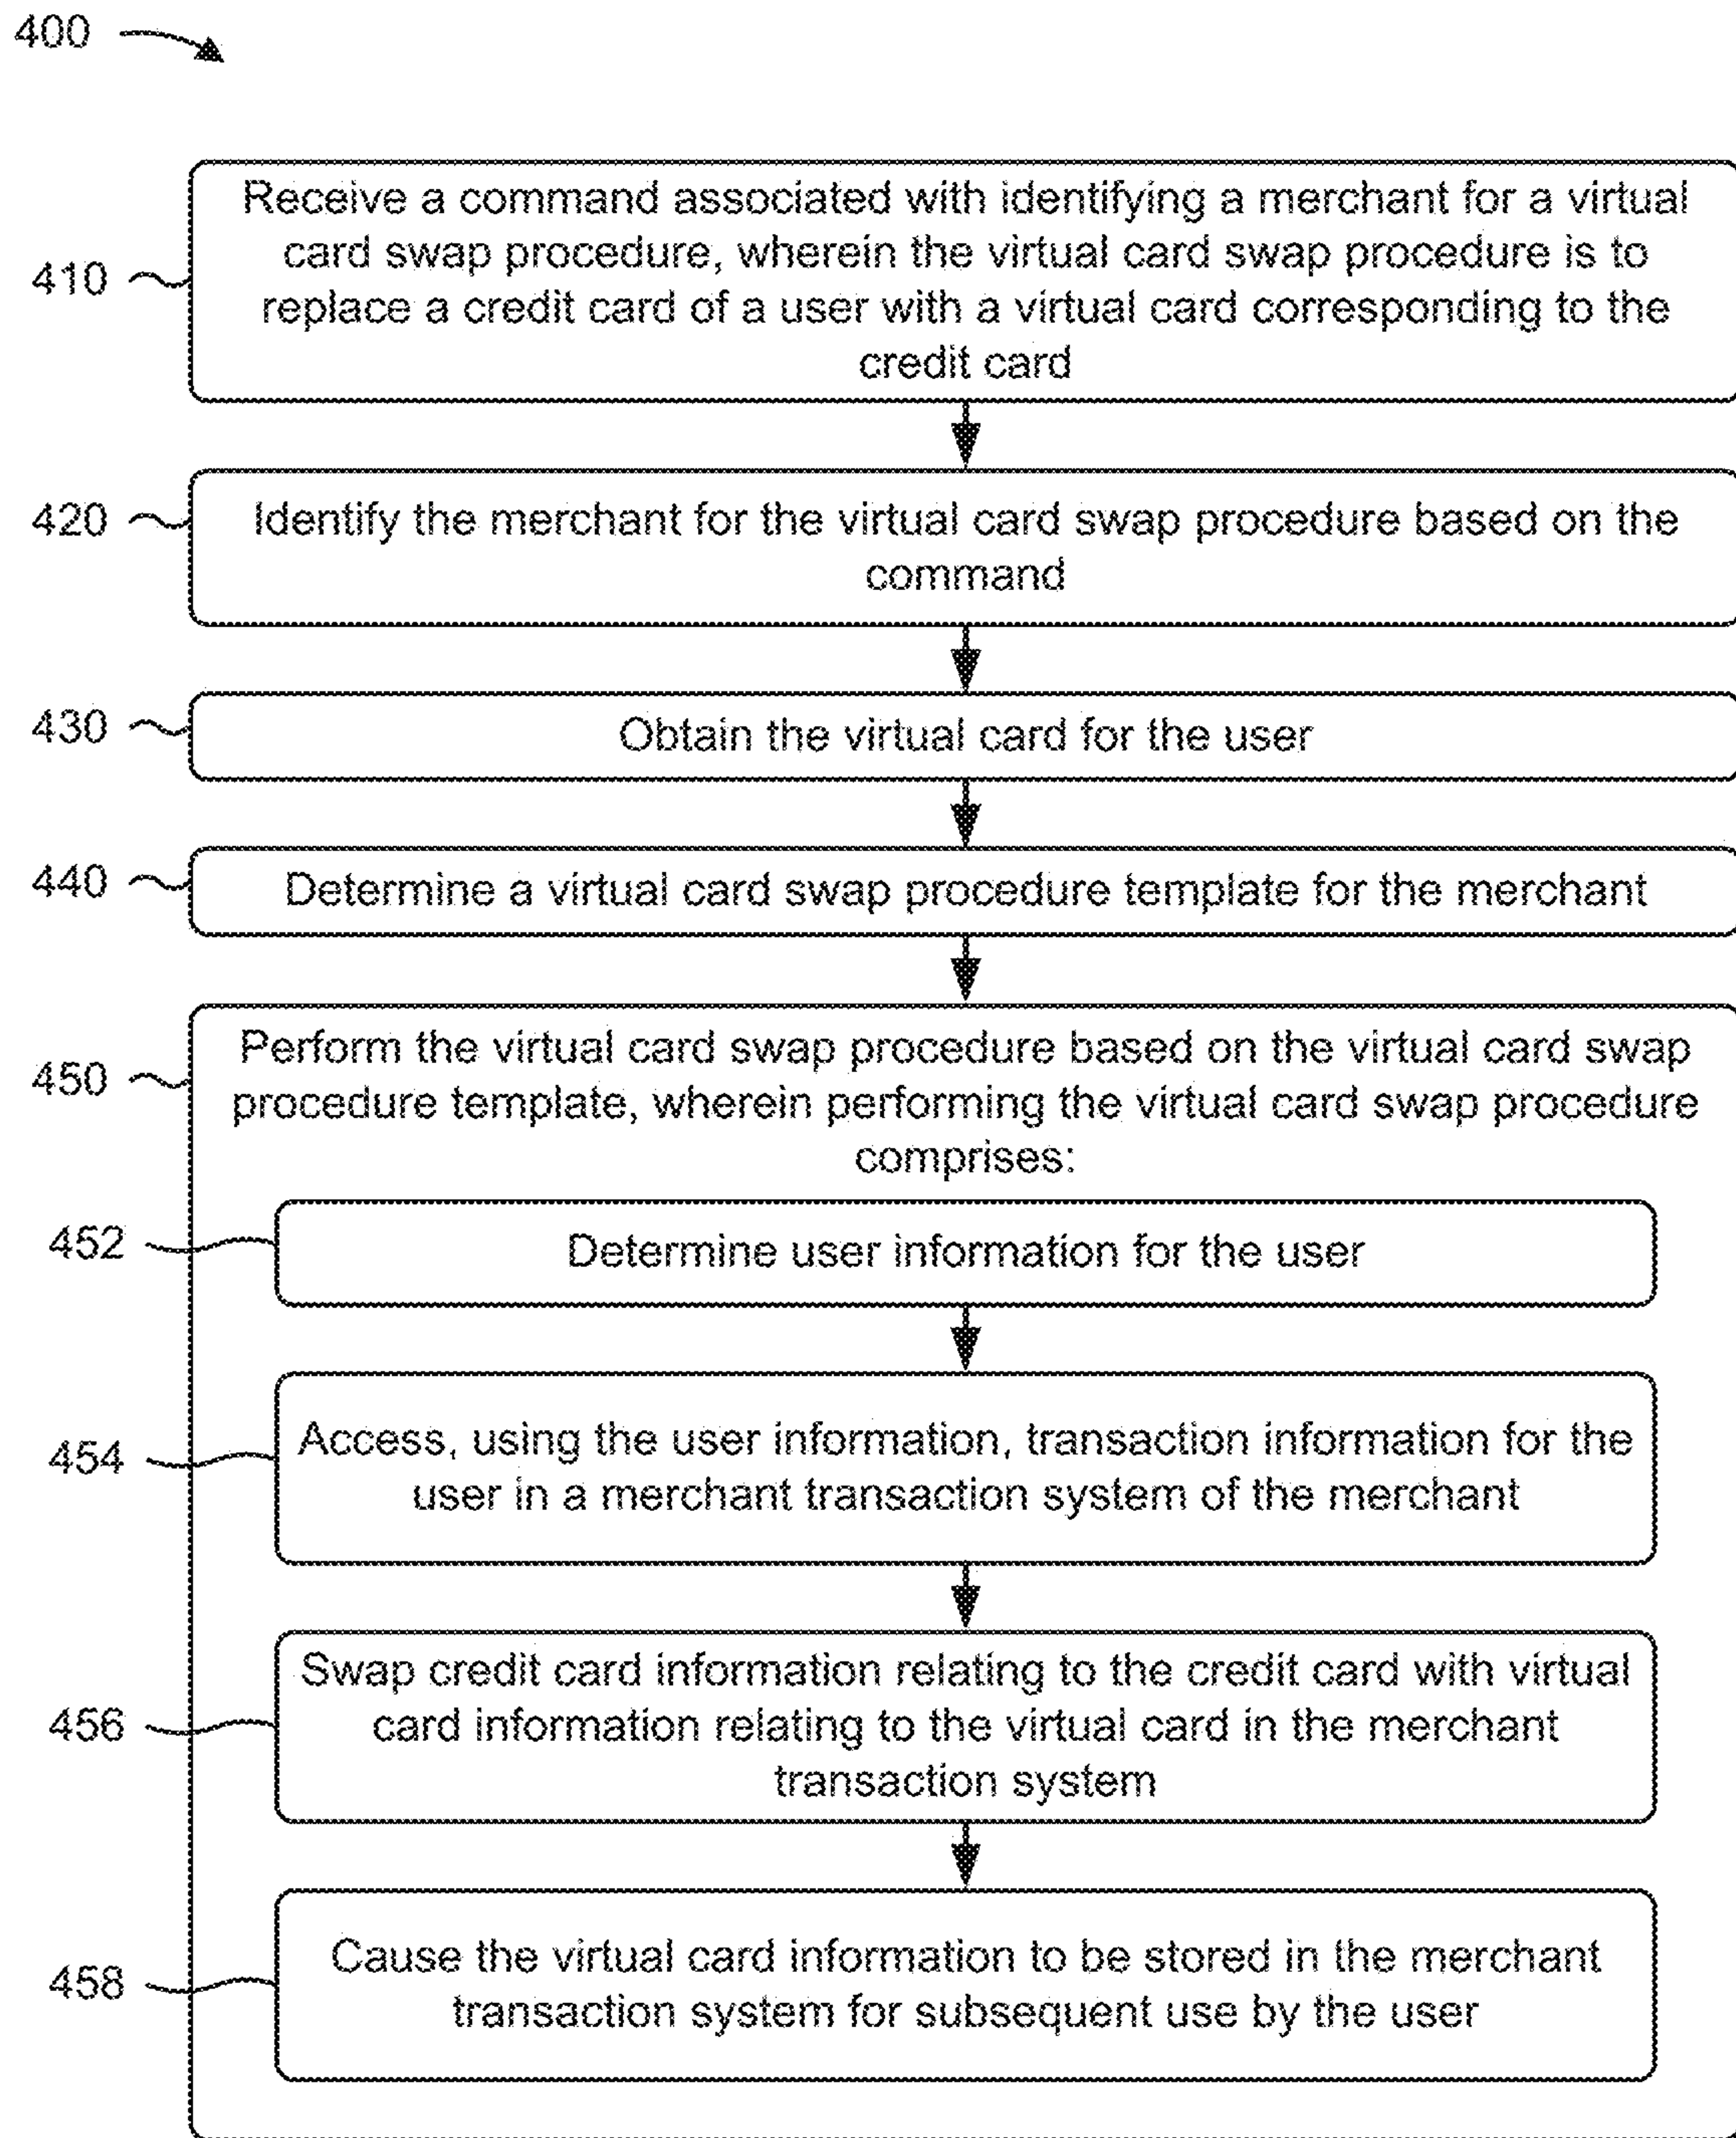 400
410
Receive a command associated with identifying a merchant for a virtual
card swap procedure, wherein the virtual card swap procedure is to
replace a credit card of a user with a virtual card corresponding to the
credit card
420
Identify the merchant for the virtual card swap procedure based on the
command
430
Obtain the virtual card for the user
440
Determine a virtual card swap procedure template for the merchant
450
Perform the virtual card swap procedure based on the virtual card swap
procedure template, wherein performing the virtual card swap procedure
comprises:
452
Determine user information for the user
454
Access, using the user information, transaction information for the
user in a merchant transaction system of the merchant
456
Swap credit card information relating to the credit card with virtual
card information relating to the virtual card in the merchant
transaction system
458
Cause the virtual card information to be stored in the merchant
transaction system for subsequent use by the user